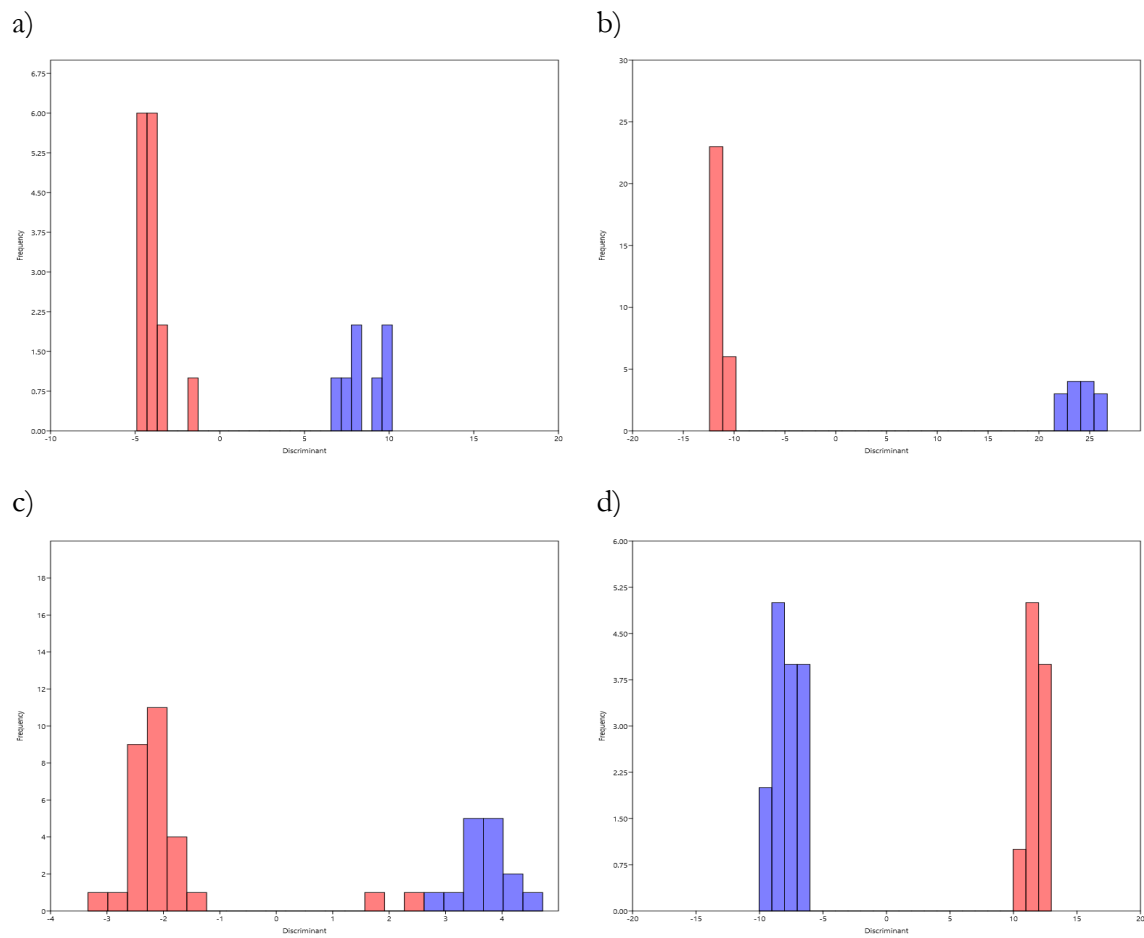 a)
b)
6.75
6.00
5.25
4.50
3.75
3.00
2.25
1.50
0.75
0.00
Frequency
-10 -5 0 5 10 15 20
Discriminant
30
25
20
15
10
5
0
Frequency
-20 -15 -10 -5 0 5 10 15 20 25
Discriminant
c)
d)
18
16
14
12
10
8
6
4
2
0
Frequency
-4 -3 -2 -1 0 1 2 3 4
Discriminant
6.00
5.25
4.50
3.75
3.00
2.25
1.50
0.75
0.00
Frequency
-20 -15 -10 -5 0 5 10 15 20
Discriminant